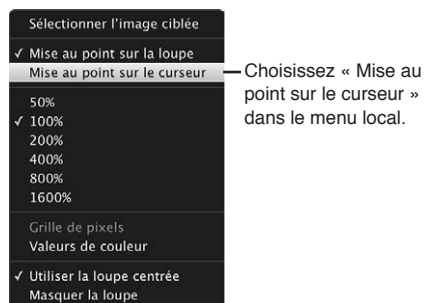 Sélectionner l'image ciblée
✓ Mise au point sur la loupe
Mise au point sur le curseur
50%
✓ 100%
200%
400%
800%
1600%
Grille de pixels
Valeurs de couleur
✓ Utiliser la loupe centrée
Masquer la loupe
Choisissez « Mise au
point sur le curseur »
dans le menu local.